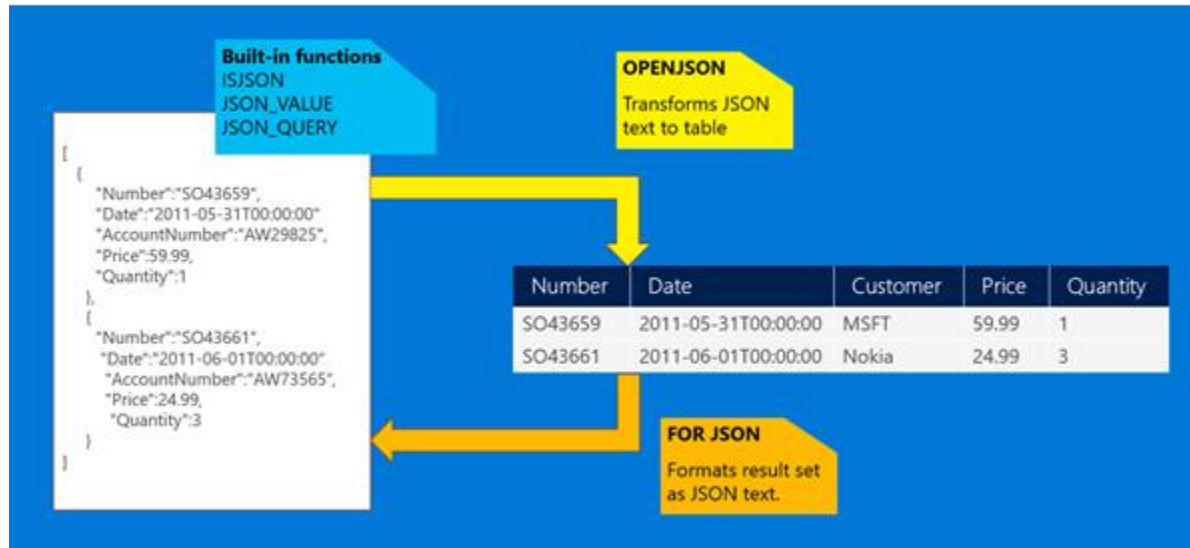 Built-in functions
ISJSON
JSON_VALUE
JSON_QUERY
[
{
"Number":"SO43659",
"Date":"2011-05-31T00:00:00"
"AccountNumber":"AW29825",
"Price":59.99,
"Quantity":1
},
{
"Number":"SO43661",
"Date":"2011-06-01T00:00:00"
"AccountNumber":"AW73565",
"Price":24.99,
"Quantity":3
}
]
OPENJSON
Transforms JSON
text to table
Number Date Customer Price Quantity
SO43659 2011-05-31T00:00:00 MSFT 59.99 1
SO43661 2011-06-01T00:00:00 Nokia 24.99 3
FOR JSON
Formats result set
as JSON text.